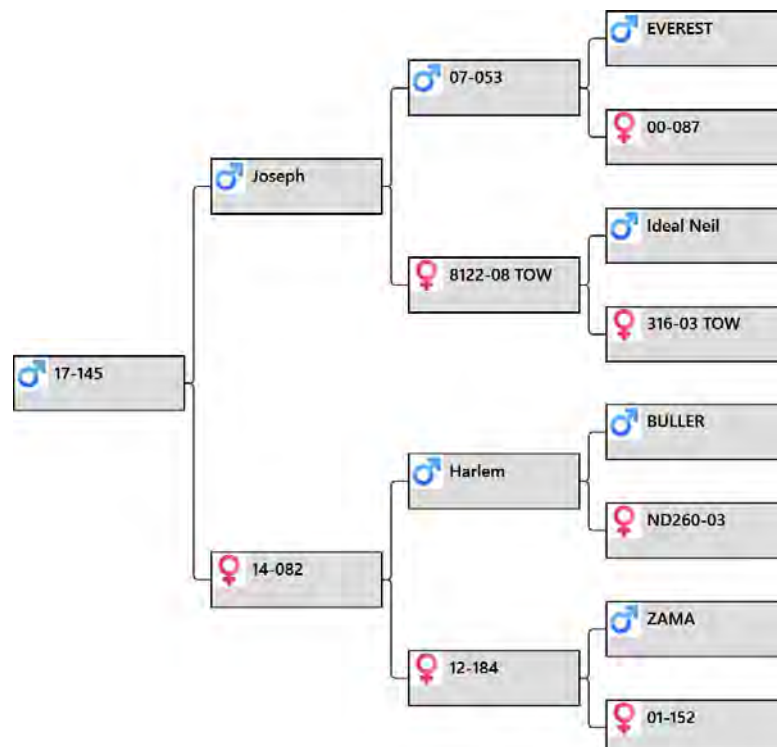 EVEREST
07-053
00-087
Joseph
Ideal Neil
8122-08 TOW
316-03 TOW
17-145
BULLER
Harlem
ND260-03
14-082
ZAMA
12-184
01-152